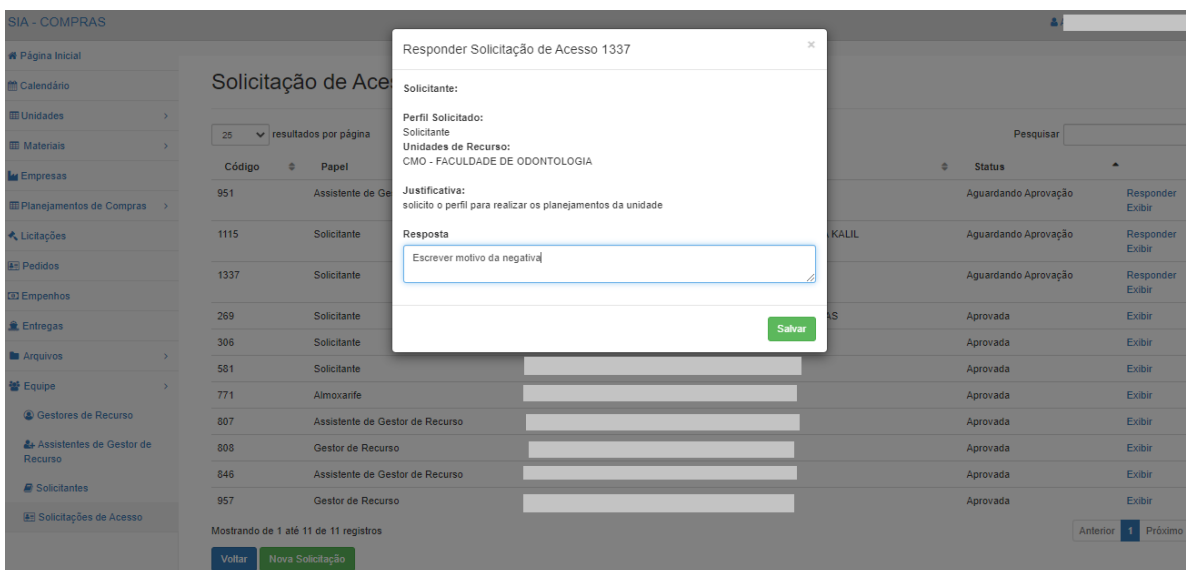 SIA - COMPRAS
Página Inicial
Calendário
Unidades
Materiais
Empresas
Planejamentos de Compras
Licitações
Pedidos
Empenhos
Entregas
Arquivos
Equipe
Gestores de Recurso
Assistentes de Gestor de
Recurso
Solicitantes
Solicitações de Acesso
Solicitação de Ace
25 resultados por página
Pesquisar
Código Papel Status
951 Assistente de Ge Aguardando Aprovação Responder
Exibir
1115 Solicitante KALIL Aguardando Aprovação Responder
Exibir
1337 Solicitante Aguardando Aprovação Responder
Exibir
269 Solicitante AS Aprovada Exibir
306 Solicitante Aprovada Exibir
581 Solicitante Aprovada Exibir
771 Almoxarife Aprovada Exibir
807 Assistente de Gestor de Recurso Aprovada Exibir
808 Gestor de Recurso Aprovada Exibir
846 Assistente de Gestor de Recurso Aprovada Exibir
957 Gestor de Recurso Aprovada Exibir
Mostrando de 1 até 11 de 11 registros
Anterior 1 Próximo
Voltar Nova Solicitação
Responder Solicitação de Acesso 1337 ×
Solicitante:
Perfil Solicitado:
Solicitante
Unidades de Recurso:
CMO - FACULDADE DE ODONTOLOGIA
Justificativa:
solicito o perfil para realizar os planejamentos da unidade
Resposta
Escrever motivo da negativa
Salvar